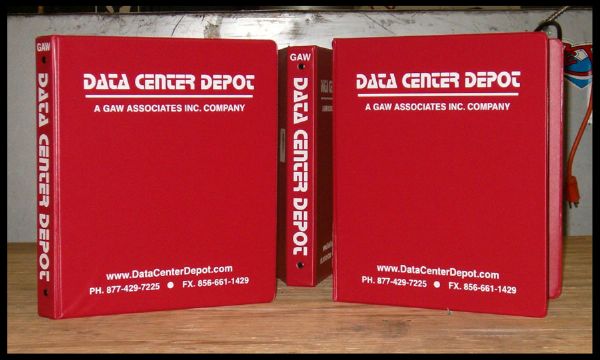 GAW
DATA CENTER DEPOT
DATA CENTER DEPOT
A GAW ASSOCIATES INC. COMPANY
www.DataCenterDepot.com
PH. 877-429-7225 ● FX. 856-661-1429
GAW
DATA CENTER DEPOT
DATA CENTER DEPOT
A GAW ASSOCIATES INC. COMPANY
www.DataCenterDepot.com
PH. 877-429-7225 ● FX. 856-661-1429